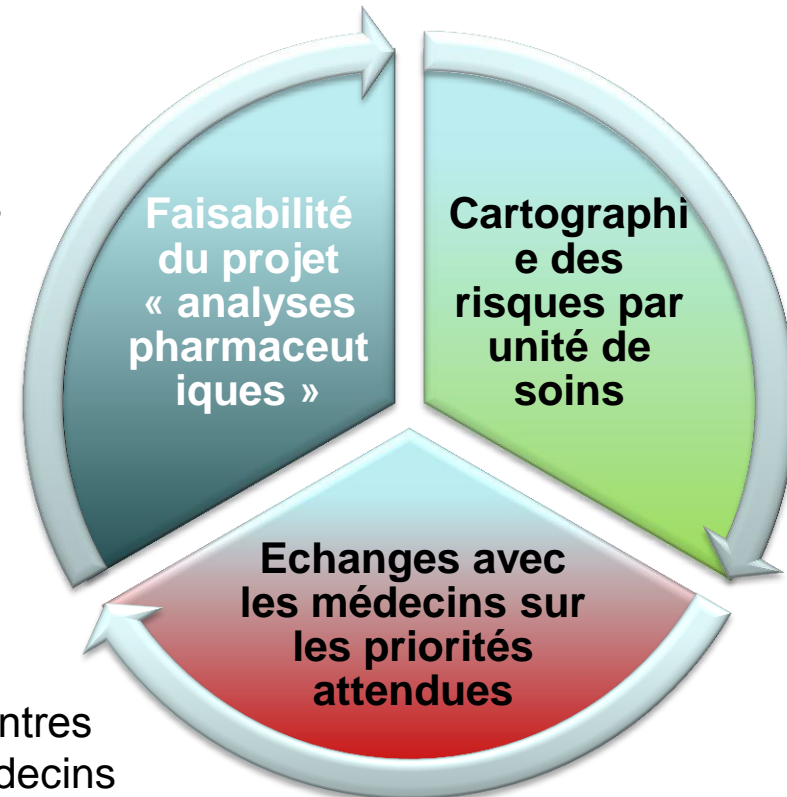 Faisabilité
du projet
« analyses
pharmaceut
iques »
Cartographi
e des
risques par
unité de
soins
Echanges avec
les médecins sur
les priorités
attendues
ntres
decins